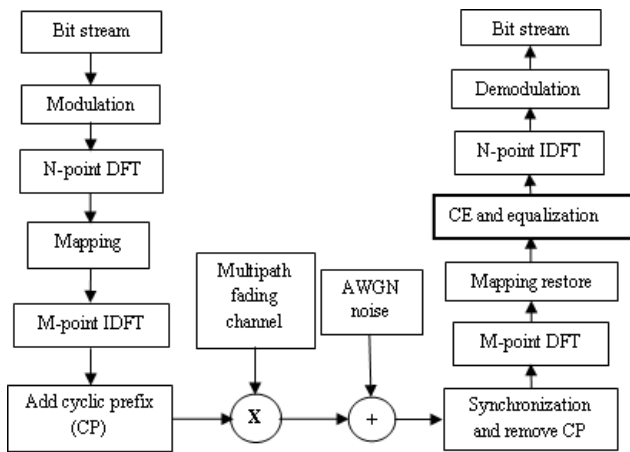 Bit stream
Modulation
N-point DFT
Mapping
M-point IDFT
Add cyclic prefix
(CP)
Multipath
fading
channel
X
AWGN
noise
+
Synchronization
and remove CP
M-point DFT
Mapping restore
CE and equalization
N-point IDFT
Demodulation
Bit stream